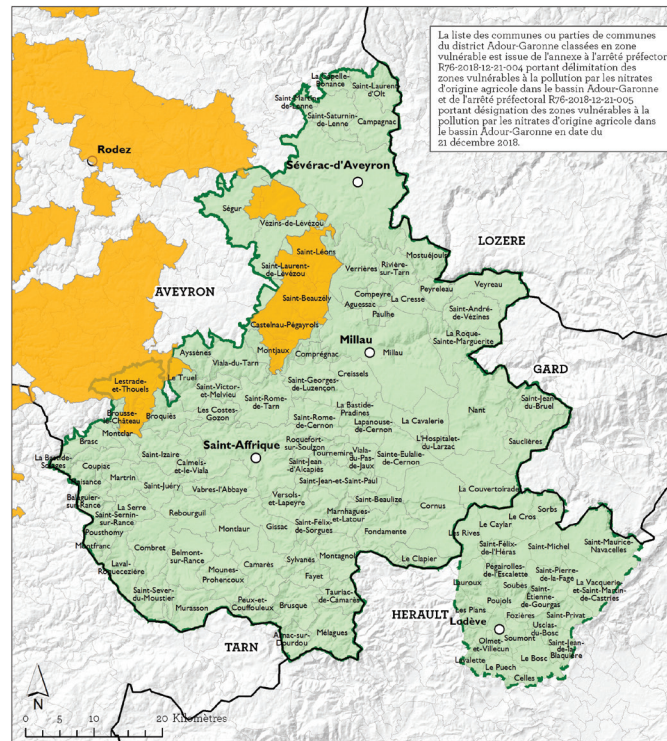 La liste des communes ou parties de communes
du district Adour-Garonne classées en zone
vulnérable est issue de l'annexe à l'arrêté préfector
R76-2018-12-21-004 portant délimitation des
zones vulnérables à la pollution par les nitrates
d'origine agricole dans le bassin Adour-Garonne
et de l'arrêté préfectoral R76-2018-12-21-005
portant désignation des zones vulnérables à la
pollution par les nitrates d'origine agricole dans
le bassin Adour-Garonne en date du
21 décembre 2018.
La Capelle-
Bonance
Saint-Laurent-
d'Olt
Saint-Martin-
de-Lenne
Saint-Saturnin-
de-Lenne
Campagnac
Rodez
Sévérac-d'Aveyron
Ségur
Vézins-de-Lévézou
LOZERE
Saint-Léons
Mostuéjouls
Verrières
Rivière-
sur-Tarn
Saint-Laurent-
de-Lévézou
Peyreleau
Veyreau
AVEYRON
Saint-Beauzély
Compeyre
La Cresse
Aguessac
Paulhe
Saint-André-
de-Vézines
Castelnau-Pégayrols
La Roque-
Sainte-Marguerite
Millau
Montjaux
Comprégnac
Millau
Ayssènes
Viala-du-Tarn
Creissels
GARD
Le Truel
Lestrade-
et-Thouels
Saint-Victor-
et-Melvieu
Saint-Rome-
de-Tarn
Saint-Georges-
de-Luzençon
Saint-Jean-
du-Bruel
Brousse-
le-Château
Broquiès
Les Costes-
Gozon
La Bastide-
Pradines
Nant
Saint-Rome-
de-Cernon
Lapanouse-
de-Cernon
La Cavalerie
Montclar
Saint-Affrique
Roquefort-
sur-Soulzon
L'Hospitalet-
du-Larzac
Sauclières
Brasc
La Bastide-
Solages
Saint-Izaire
Calmels-
et-le-Viala
Saint-Jean-
d'Alcapiès
Tournemire
Viala-
du-Pas-
de-Jaux
Sainte-Eulalie-
de-Cernon
Coupiac
Plaisance
Martrin
Saint-Juéry
Vabres-l'Abbaye
Saint-Jean-et-Saint-Paul
La Couvertoirade
Balaguier-
sur-Rance
La Serre
Versols-
et-Lapeyre
Saint-Beaulize
Cornus
Saint-Sernin-
sur-Rance
Rebourguil
Marnhagues-
et-Latour
Le Cros
Sorbs
Pousthomy
Montlaur
Gissac
Saint-Félix-
de-Sorgues
Fondamente
Les Rives
Le Caylar
Saint-Maurice-
Navacelles
Montfranc
Combret
Belmont-
sur-Rance
Saint-Félix-
de-l'Héras
Saint-Michel
Laval-
Roquecezière
Camarès
Sylvanès
Montagnol
Le Clapier
Pégairolles-
de-l'Escalette
Saint-Pierre-
de-la-Fage
Mounes-
Prohencoux
Fayet
Lauroux
Soubès
La Vacquerie-
et-Saint-Martin-
de-Castries
Saint-Sever-
du-Moustier
Tauriac-
de-Camarès
Saint-
Étienne-
de-Gourgas
Poujols
Murasson
Peux-et-
Couffouleux
Brusque
HERAULT
Les Plans
Fozières
Saint-Privat
Lodève
Usclas-
du-Bosc
TARN
Arnac-sur-
Dourdou
Mélagues
Olmet-
et-Villecun
Soumont
Saint-Jean-
de-la-
Blaquière
Lavalette
Le Bosc
Le Puech
Celles
N
0 5 10 20 Kilomètres